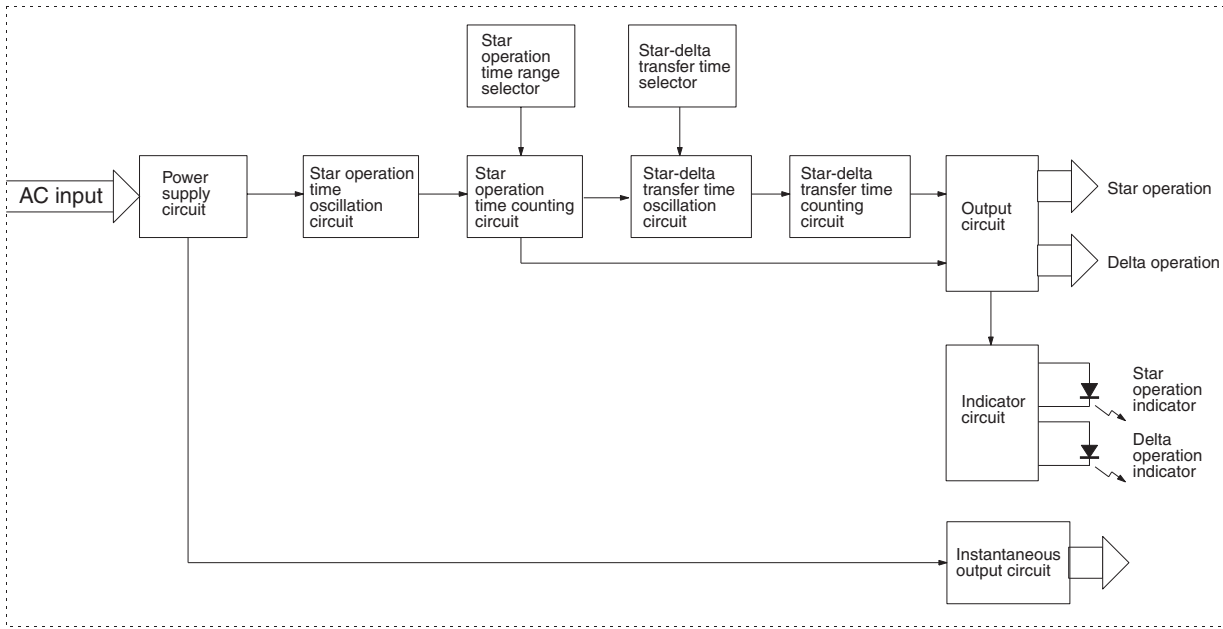 Star
operation
time range
selector
Star-delta
transfer time
selector
AC input
Power
supply
circuit
Star operation
time
oscillation
circuit
Star
operation
time counting
circuit
Star-delta
transfer time
oscillation
circuit
Star-delta
transfer time
counting
circuit
Output
circuit
Star operation
Delta operation
Indicator
circuit
Star
operation
indicator
Delta
operation
indicator
Instantaneous
output circuit